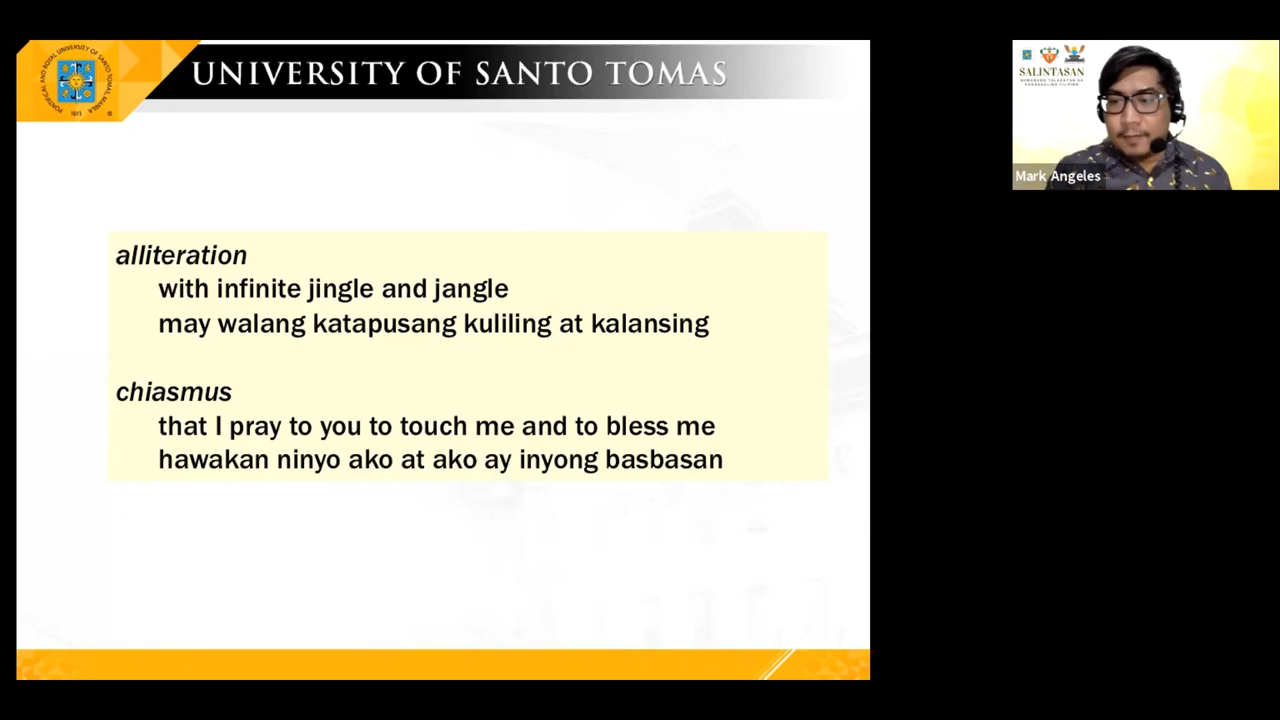 UNIVERSITY OF SANTO TOMAS
alliteration
with infinite jingle and jangle
may walang katapusang kuliling at kalansing
chiasmus
that I pray to you to touch me and to bless me
hawakan ninyo ako at ako ay inyong basbasan
SALINTASAN
Mark Angeles